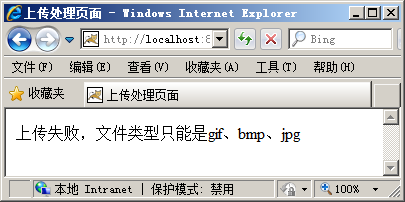 上传处理页面 - Windows Internet Explorer
http://localhost:8
Bing
文件(F) 编辑(E) 查看(V) 收藏夹(A) 工具(T) 帮助(H)
收藏夹 上传处理页面
上传失败，文件类型只能是gif、bmp、jpg
本地 Intranet | 保护模式: 禁用 100%